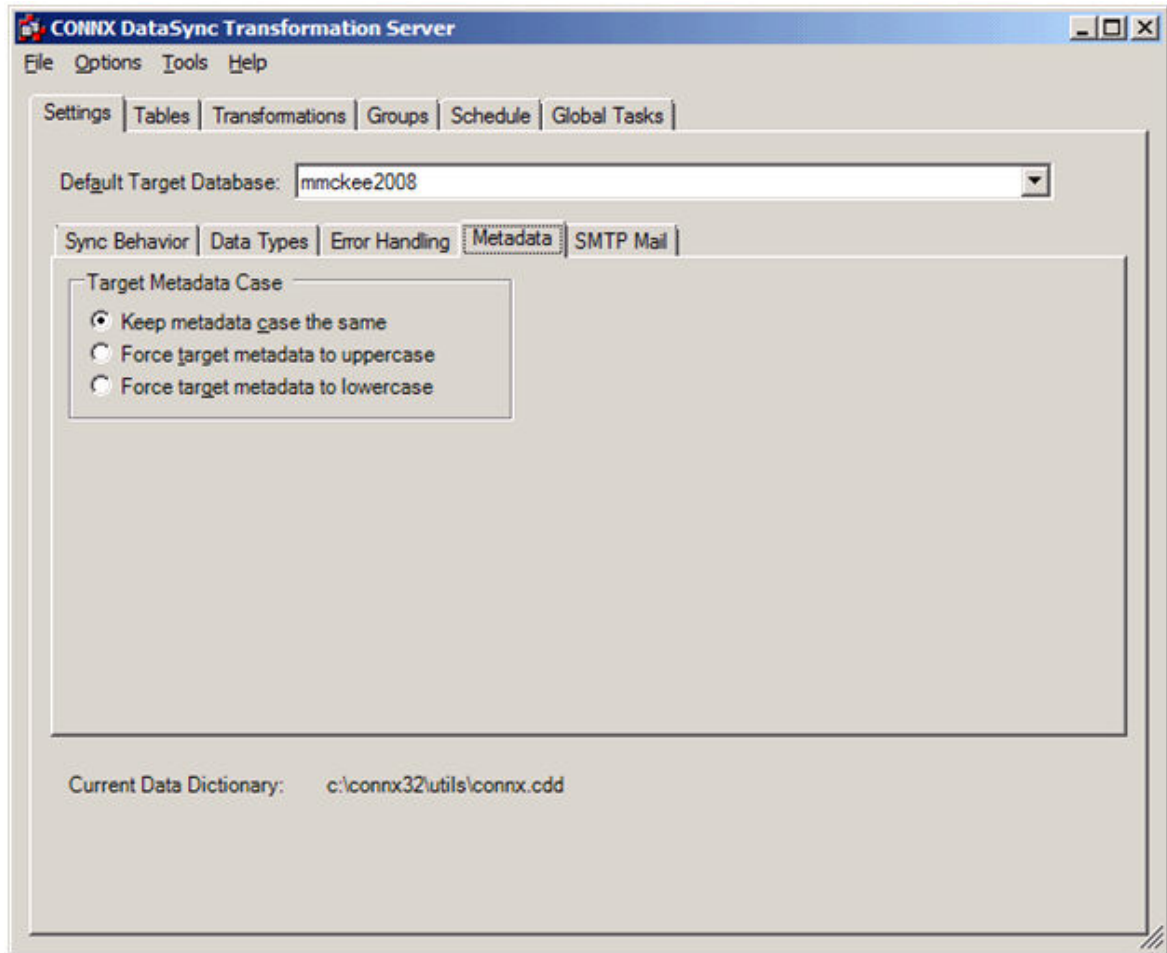 CONNX DataSync Transformation Server
File Options Tools Help
Settings Tables Transformations Groups Schedule Global Tasks
Default Target Database: mmckee2008
Sync Behavior Data Types Error Handling Metadata SMTP Mail
Target Metadata Case
Keep metadata case the same
Force target metadata to uppercase
Force target metadata to lowercase
Current Data Dictionary: c:\connx32\utils\connx.cdd